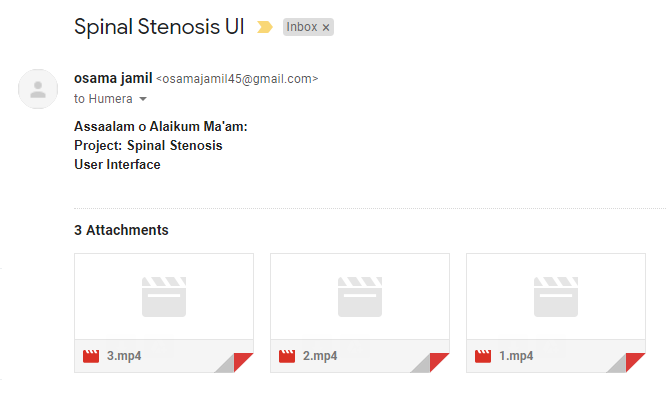 Spinal Stenosis UI
Inbox ×
osama jamil <osamajamil45@gmail.com>
to Humera
Assaalam o Alaikum Ma'am:
Project: Spinal Stenosis
User Interface
3 Attachments
3.mp4
2.mp4
1.mp4